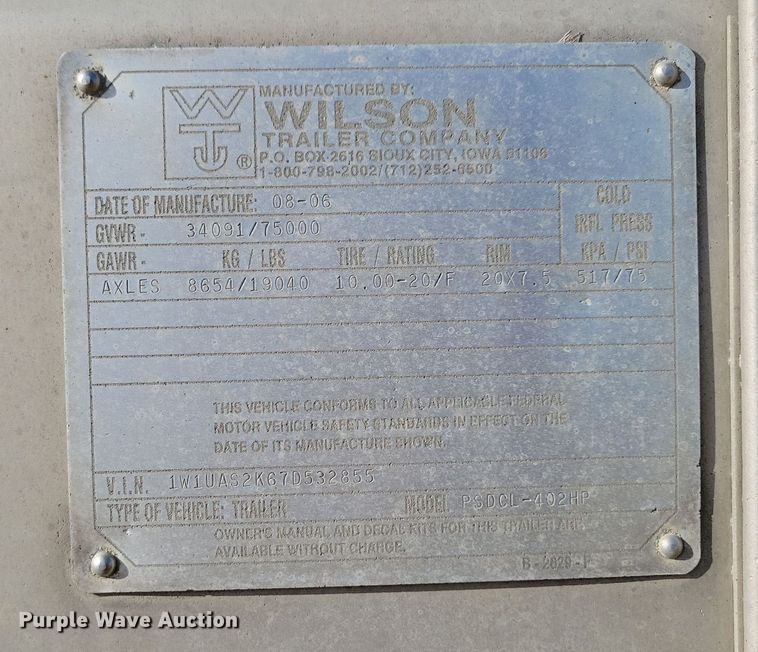 WTJ ®
MANUFACTURED BY:
WILSON
TRAILER COMPANY
P.O. BOX 2616 SIOUX CITY, IOWA 51106
1-800-798-2002/(712)252-6500
DATE OF MANUFACTURE: 08-06
COLD
INFL PRESS
GVWR - 34091/75000
GAWR - KG / LBS TIRE / RATING RIM KPA / PSI
AXLES 8654/19040 10.00-20/F 20X7.5 517/75
THIS VEHICLE CONFORMS TO ALL APPLICABLE FEDERAL
MOTOR VEHICLE SAFETY STANDARDS IN EFFECT ON THE
DATE OF ITS MANUFACTURE SHOWN.
V.I.N. 1W1UAS2K67D532855
TYPE OF VEHICLE: TRAILER MODEL PSDCL-402HP
OWNER'S MANUAL AND DECAL KITS FOR THIS TRAILER ARE
AVAILABLE WITHOUT CHARGE.
B - 2629 - F
Purple Wave Auction